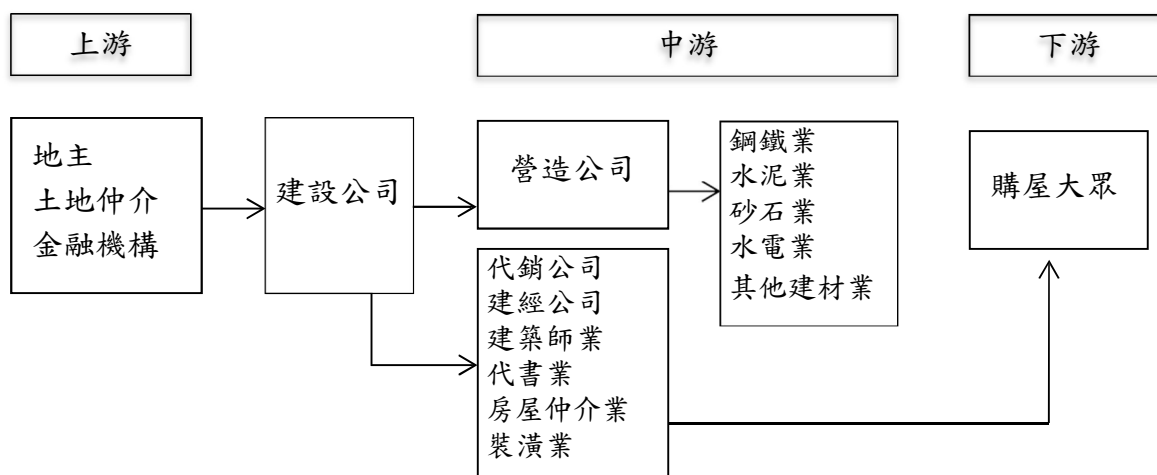 上游
中游
下游
地主
土地仲介
金融機構
建設公司
營造公司
鋼鐵業
水泥業
砂石業
水電業
其他建材業
購屋大眾
代銷公司
建經公司
建築師業
代書業
房屋仲介業
裝潢業